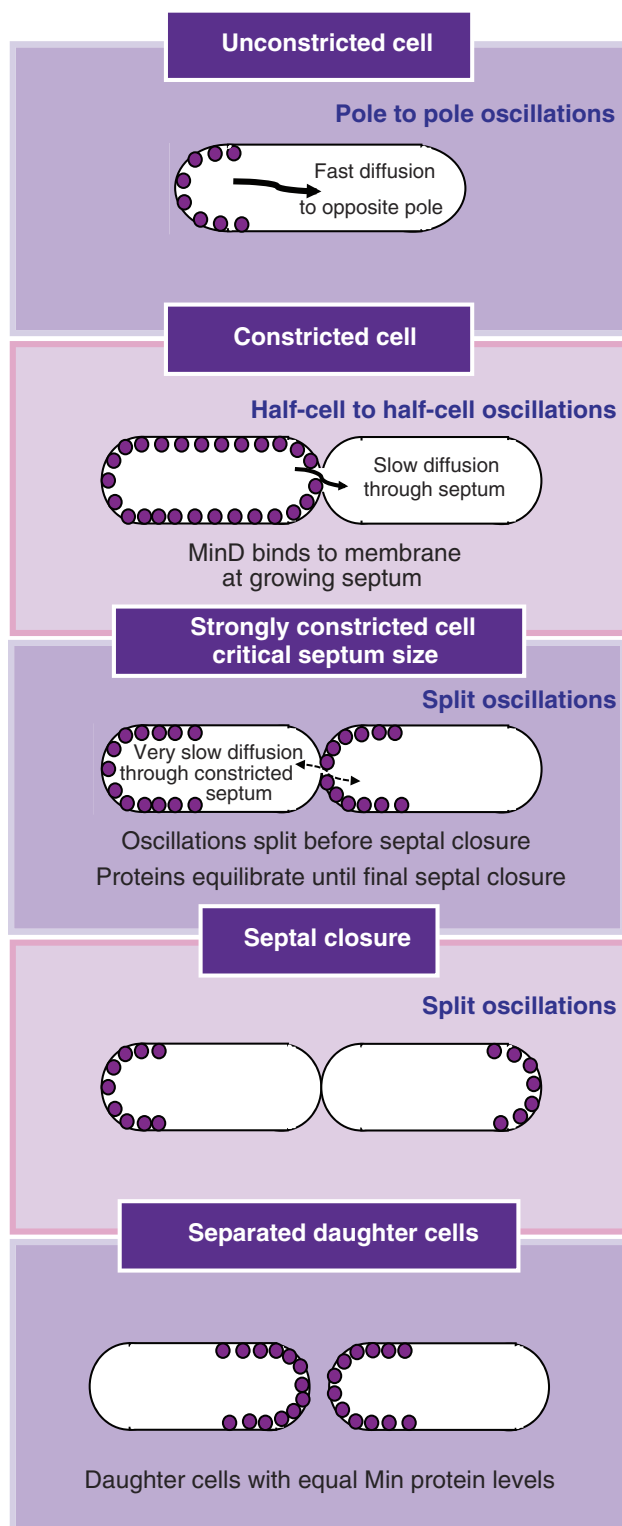 Unconstricted cell
Pole to pole oscillations
Fast diffusion
to opposite pole
Constricted cell
Half-cell to half-cell oscillations
Slow diffusion
through septum
MinD binds to membrane
at growing septum
Strongly constricted cell
critical septum size
Split oscillations
Very slow diffusion
through constricted
septum
Oscillations split before septal closure
Proteins equilibrate until final septal closure
Septal closure
Split oscillations
Separated daughter cells
Daughter cells with equal Min protein levels